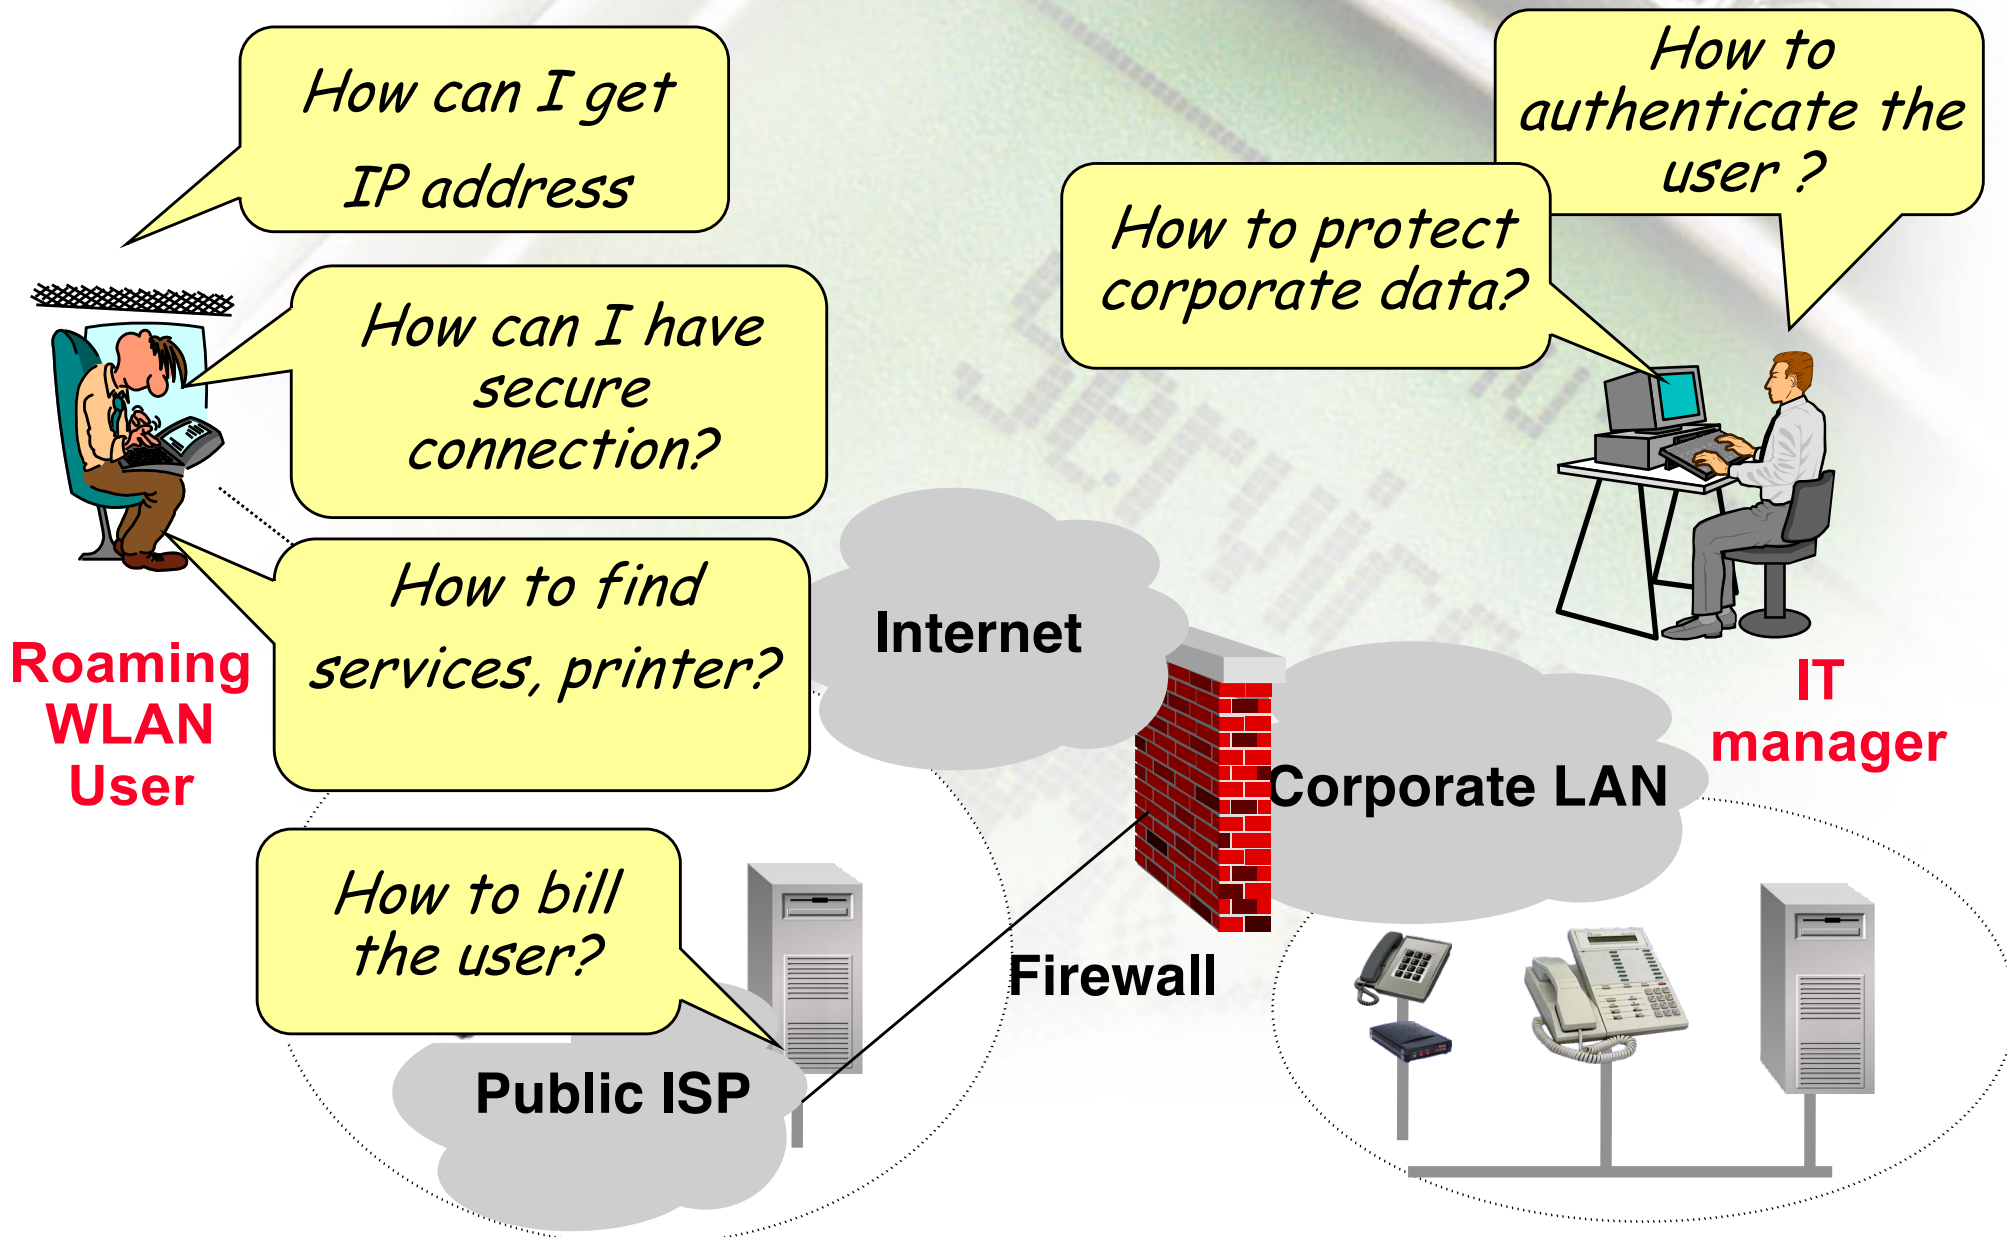 How can I get
IP address
How to
authenticate the
user ?
How to protect
corporate data?
How can I have
secure
connection?
How to find
services, printer?
Internet
Roaming
WLAN
User
IT
manager
Corporate LAN
How to bill
the user?
Firewall
Public ISP